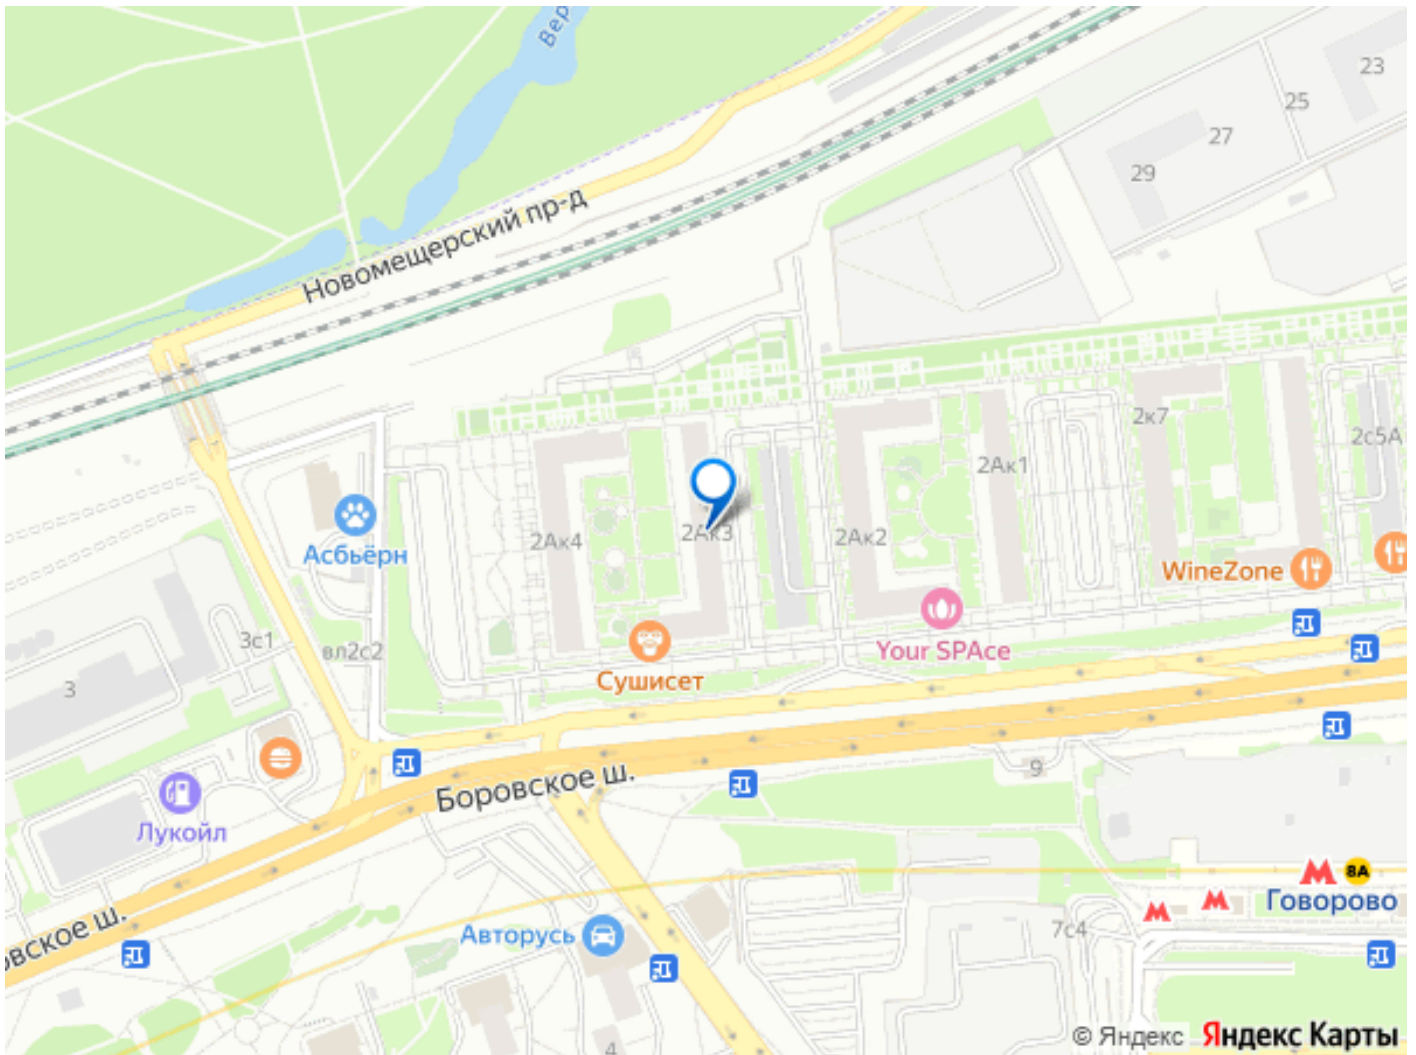 Вер
23
25
27
29
Новомещерский пр-д
2к7
2с5А
2Ак1
2Ак3
2Ак4
2Ак2
Асбьёрн
WineZone
Your SPAce
3с1
вл2с2
Сушисет
3
Боровское ш.
9
Лукойл
8А
Говорово
овское ш.
Авторусь
7с4
4
© Яндекс Яндекс Карты